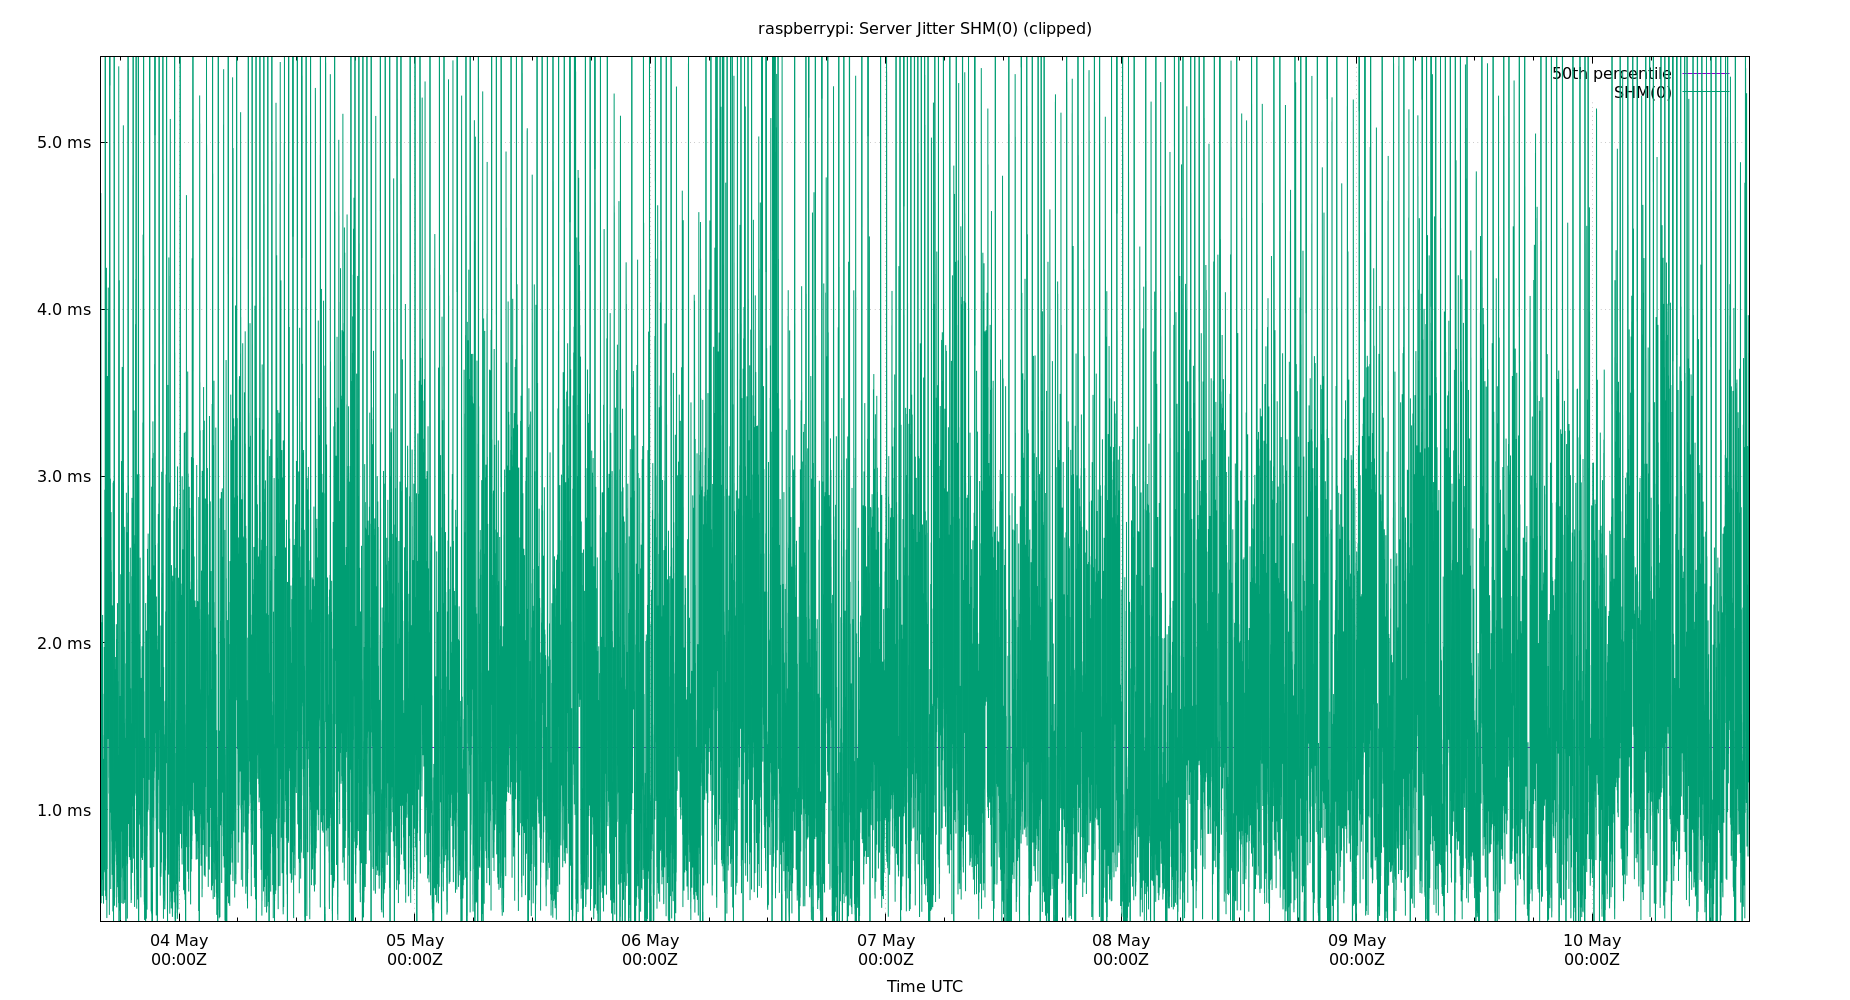 raspberrypi: Server Jitter SHM(0) (clipped)
50th percentile
SHM(0)
5.0 ms
4.0 ms
3.0 ms
2.0 ms
1.0 ms
04 May 05 May 06 May 07 May 08 May 09 May 10 May
00:00Z 00:00Z 00:00Z 00:00Z 00:00Z 00:00Z 00:00Z
Time UTC